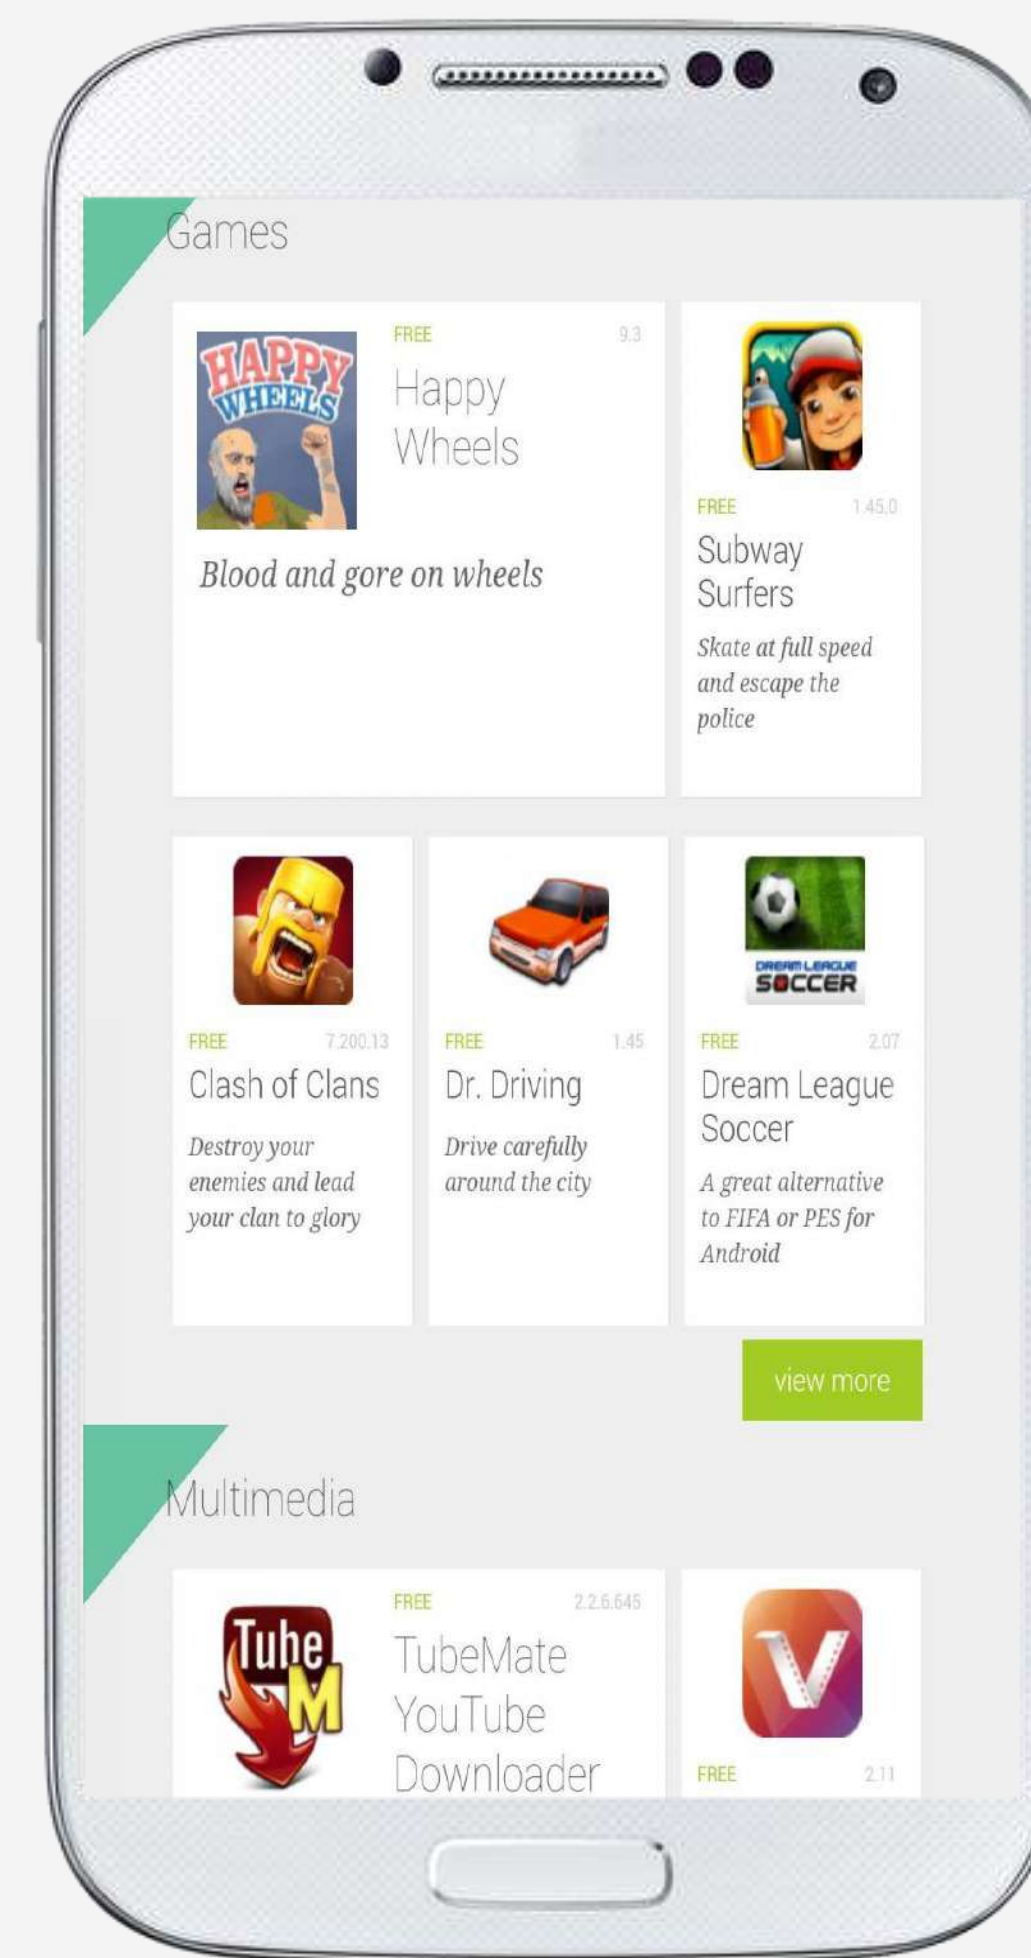 Games
HAPPY
WHEELS
FREE 9.3
Happy
Wheels
Blood and gore on wheels
FREE 1.45.0
Subway
Surfers
Skate at full speed
and escape the
police
FREE 7.200.13
Clash of Clans
Destroy your
enemies and lead
your clan to glory
FREE 1.45
Dr. Driving
Drive carefully
around the city
DREAM LEAGUE
SOCCER
FREE 2.07
Dream League
Soccer
A great alternative
to FIFA or PES for
Android
view more
Multimedia
Tube
M
FREE 2.2.6.645
TubeMate
YouTube
Downloader
V
FREE 2.11